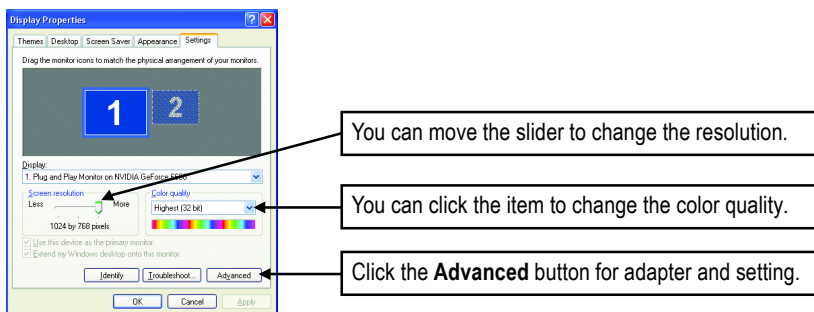 Display Properties
Themes Desktop Screen Saver Appearance Settings
Drag the monitor icons to match the physical arrangement of your monitors.
1 2
You can move the slider to change the resolution.
Display:
1. Plug and Play Monitor on NVIDIA GeForce 5500
Screen resolution
Less More
1024 by 768 pixels
Color quality
Highest (32 bit)
You can click the item to change the color quality.
Use this device as the primary monitor.
Extend my Windows desktop onto this monitor.
Identify Troubleshoot... Advanced
Click the Advanced button for adapter and setting.
OK Cancel Apply